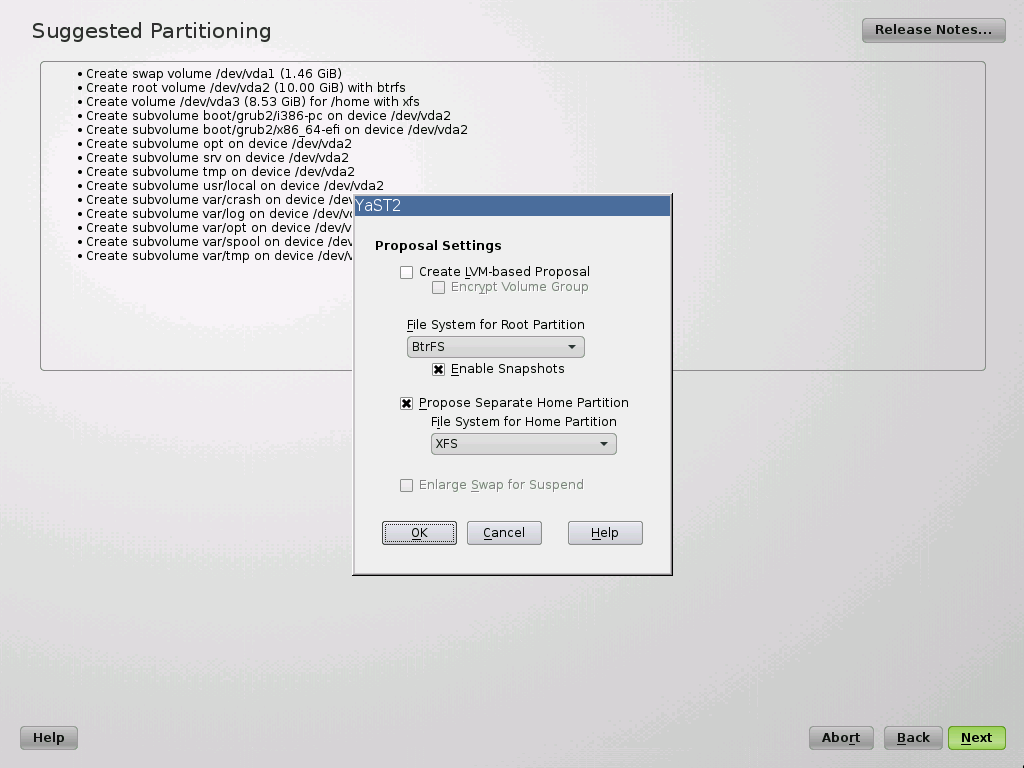 Suggested Partitioning
Release Notes...
• Create swap volume /dev/vda1 (1.46 GiB)
• Create root volume /dev/vda2 (10.00 GiB) with btrfs
• Create volume /dev/vda3 (8.53 GiB) for /home with xfs
• Create subvolume boot/grub2/i386-pc on device /dev/vda2
• Create subvolume boot/grub2/x86_64-efi on device /dev/vda2
• Create subvolume opt on device /dev/vda2
• Create subvolume srv on device /dev/vda2
• Create subvolume tmp on device /dev/vda2
• Create subvolume usr/local on device /dev/vda2
• Create subvolume var/crash on device /dev/
• Create subvolume var/log on device /dev/
• Create subvolume var/opt on device /dev/v
• Create subvolume var/spool on device /dev
• Create subvolume var/tmp on device /dev/
YaST2
Proposal Settings
Create LVM-based Proposal
Encrypt Volume Group
File System for Root Partition
BtrFS
Enable Snapshots
Propose Separate Home Partition
File System for Home Partition
XFS
Enlarge Swap for Suspend
OK Cancel Help
Help Abort Back Next